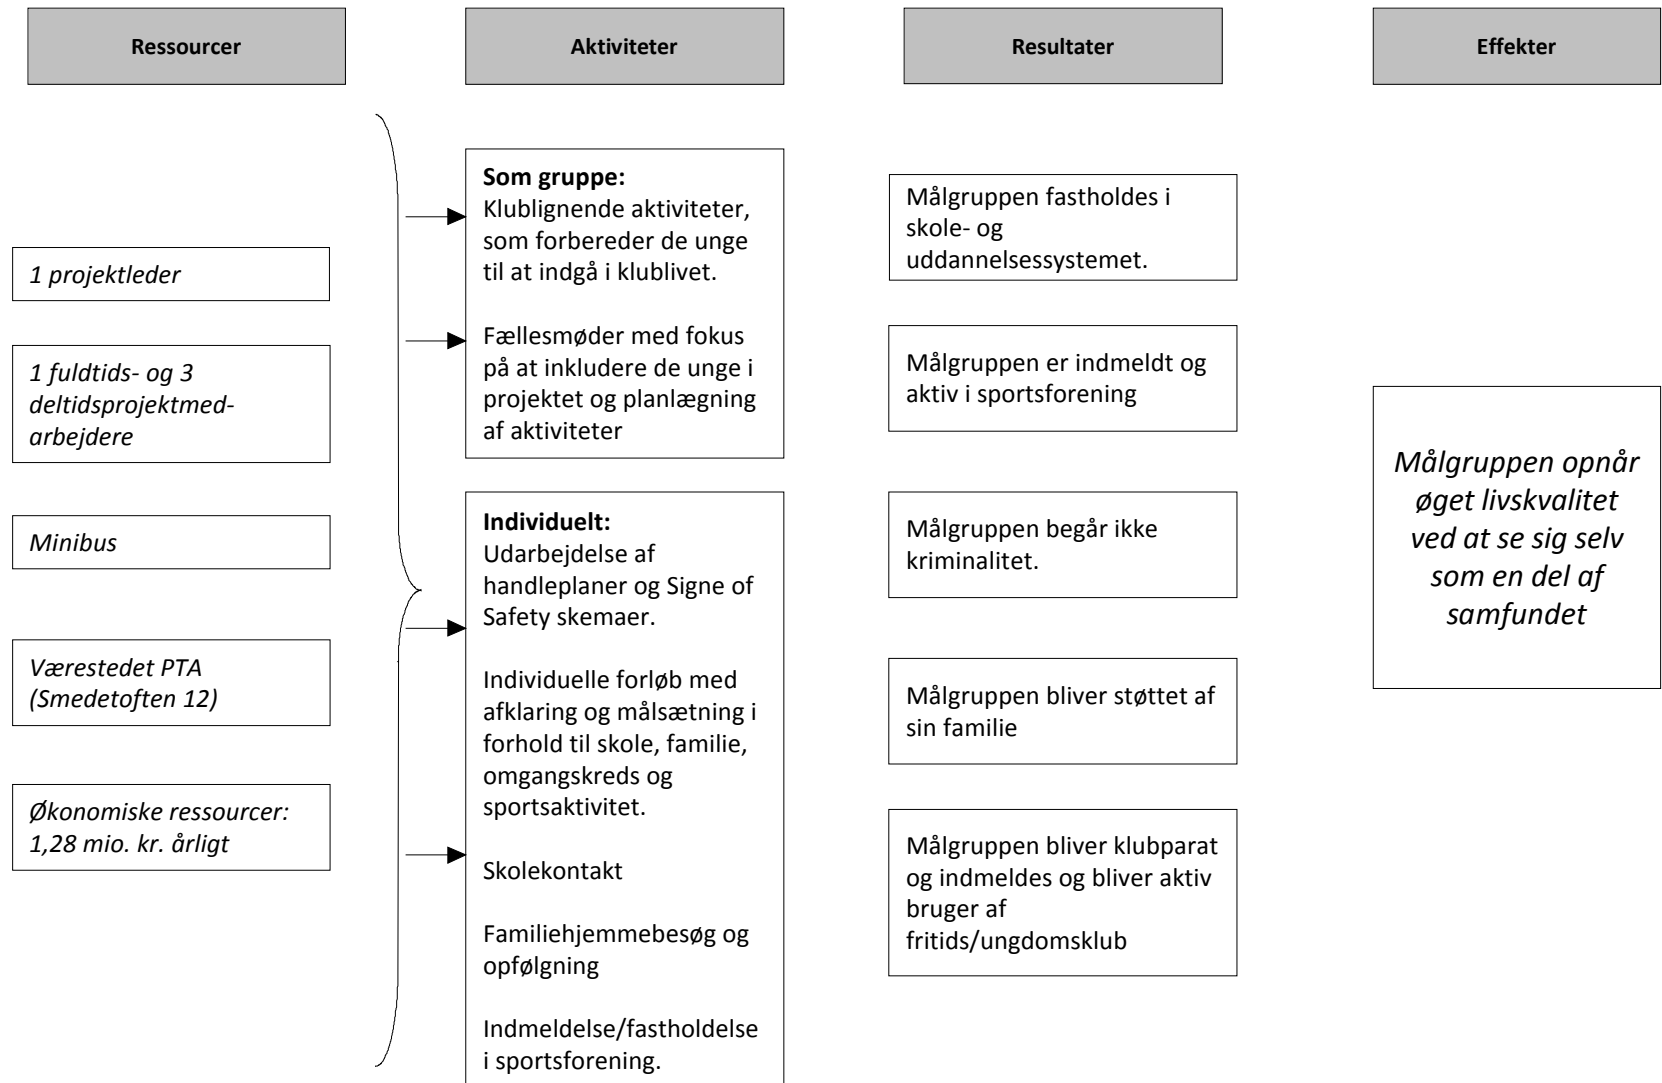 Ressourcer
Aktiviteter
Resultater
Effekter
1 projektleder
1 fuldtids- og 3
deltidsprojektmed-
arbejdere
Minibus
Værestedet PTA
(Smedetoften 12)
Økonomiske ressourcer:
1,28 mio. kr. årligt
Som gruppe:
Klublignende aktiviteter,
som forbereder de unge
til at indgå i klublivet.
Fællesmøder med fokus
på at inkludere de unge i
projektet og planlægning
af aktiviteter
Individuelt:
Udarbejdelse af
handleplaner og Signe of
Safety skemaer.
Individuelle forløb med
afklaring og målsætning i
forhold til skole, familie,
omgangskreds og
sportsaktivitet.
Skolekontakt
Familiehjemmebesøg og
opfølgning
Indmeldelse/fastholdelse
i sportsforening.
Målgruppen fastholdes i
skole- og
uddannelsessystemet.
Målgruppen er indmeldt og
aktiv i sportsforening
Målgruppen begår ikke
kriminalitet.
Målgruppen bliver støttet af
sin familie
Målgruppen bliver klubparat
og indmeldes og bliver aktiv
bruger af
fritids/ungdomsklub
Målgruppen opnår
øget livskvalitet
ved at se sig selv
som en del af
samfundet